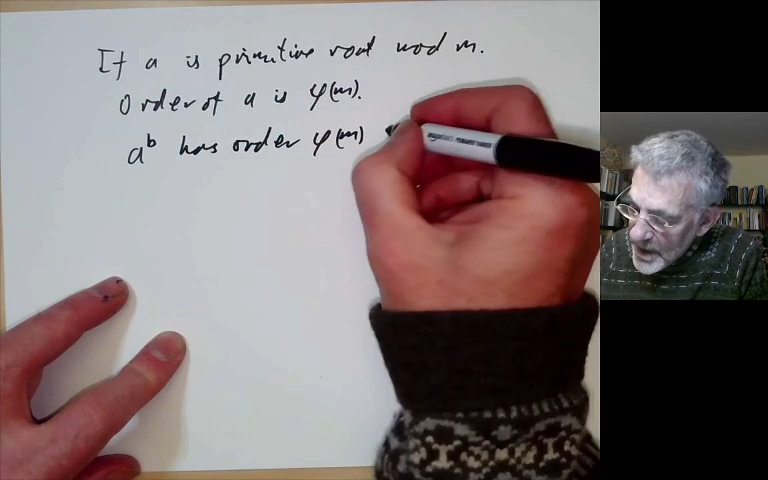 If a is primitive root mod m.
Order of a is φ(m).
a^b has order φ(m)